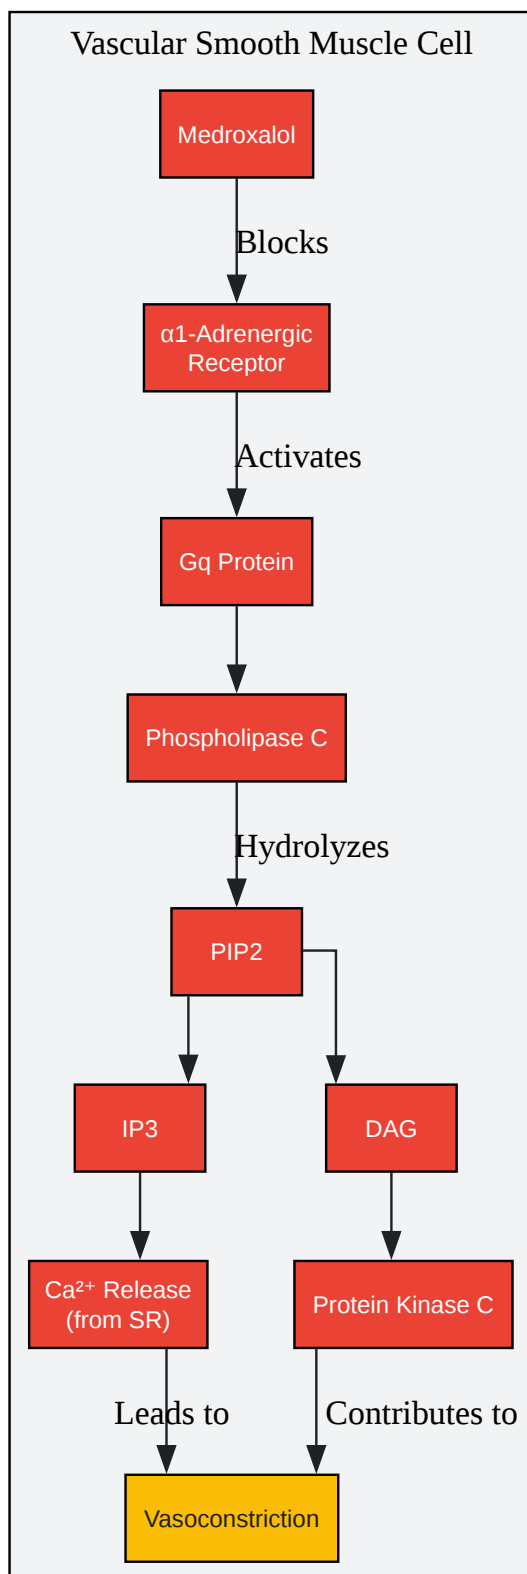 Vascular Smooth Muscle Cell
Medroxalol
Blocks
α1-Adrenergic
Receptor
Activates
Gq Protein
Phospholipase C
Hydrolyzes
PIP2
IP3
DAG
Ca²⁺ Release
(from SR)
Protein Kinase C
Leads to
Contributes to
Vasoconstriction